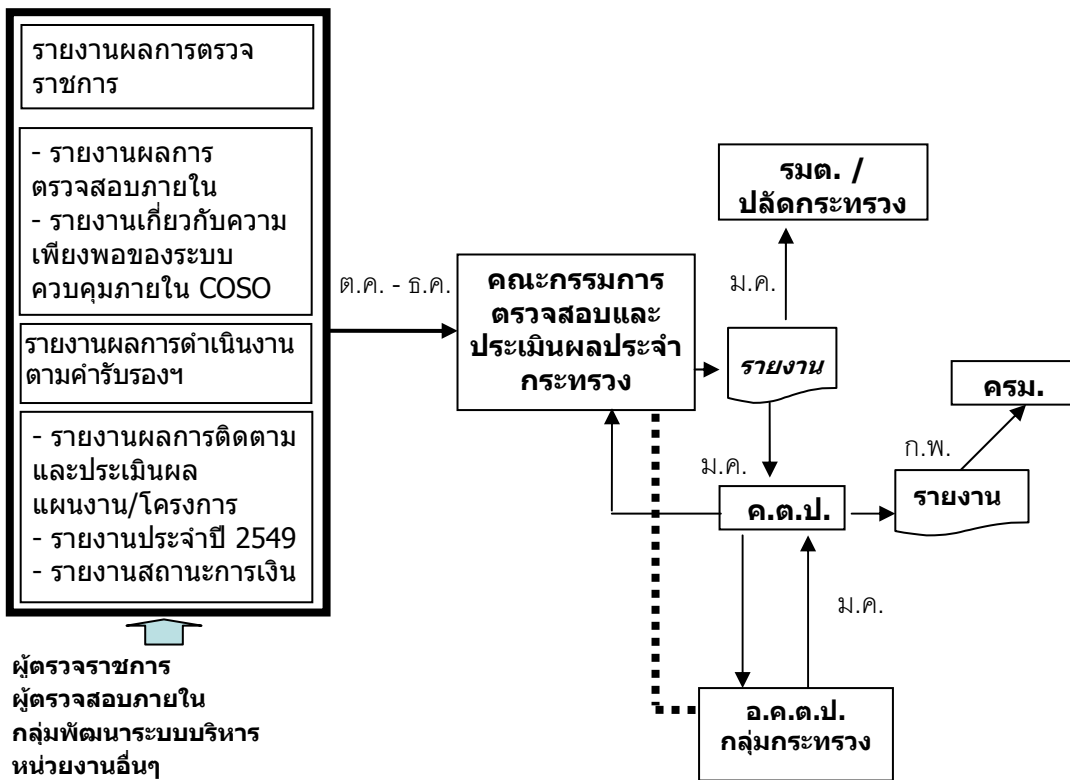 รายงานผลการตรวจ
ราชการ
- รายงานผลการ
ตรวจสอบภายใน
- รายงานเกี่ยวกับความ
เพียงพอของระบบ
ควบคุมภายใน COSO
รายงานผลการดำเนินงาน
ตามคำรับรองฯ
- รายงานผลการติดตาม
และประเมินผล
แผนงาน/โครงการ
- รายงานประจำปี 2549
- รายงานสถานะการเงิน
ผู้ตรวจราชการ
ผู้ตรวจสอบภายใน
กลุ่มพัฒนาระบบบริหาร
หน่วยงานอื่นๆ
ต.ค. - ธ.ค.
คณะกรรมการ
ตรวจสอบและ
ประเมินผลประจำ
กระทรวง
รมต. /
ปลัดกระทรวง
ม.ค.
รายงาน
ม.ค.
ค.ต.ป.
ครม.
ก.พ.
รายงาน
ม.ค.
อ.ค.ต.ป.
กลุ่มกระทรวง